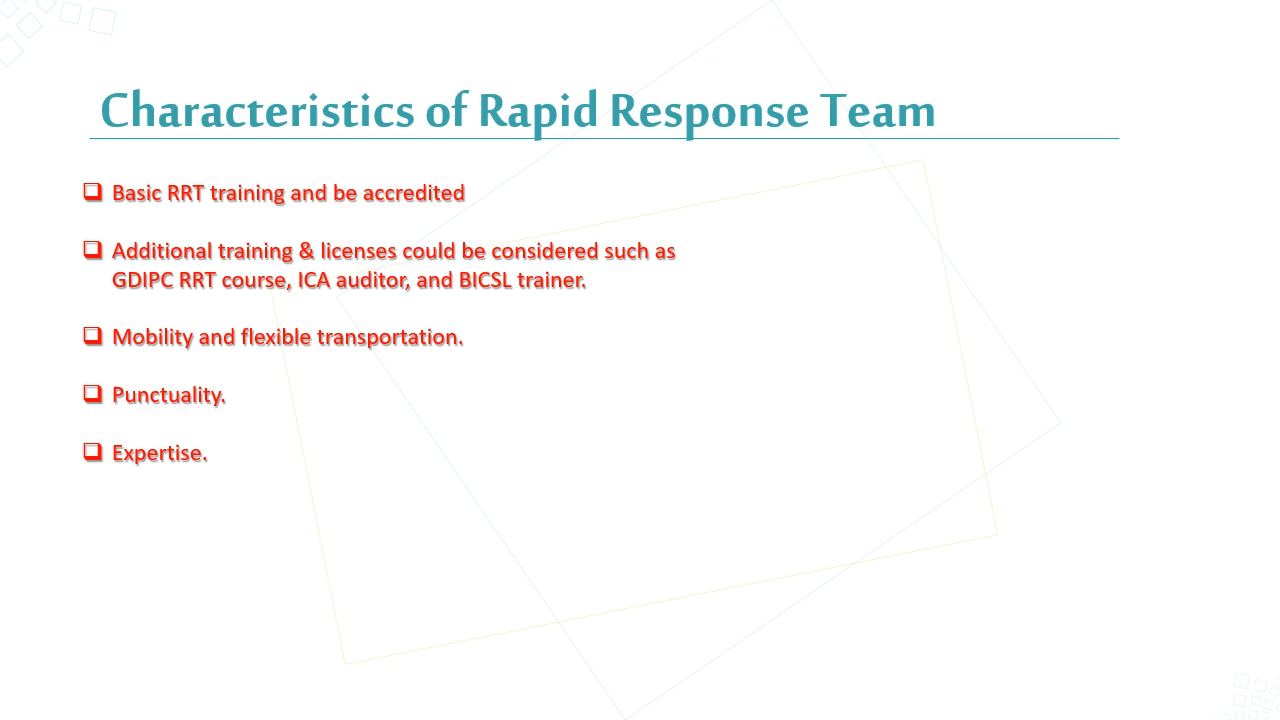 Characteristics of Rapid Response Team
Basic RRT training and be accredited
Additional training & licenses could be considered such as
GDIPC RRT course, ICA auditor, and BICSL trainer.
Mobility and flexible transportation.
Punctuality.
Expertise.